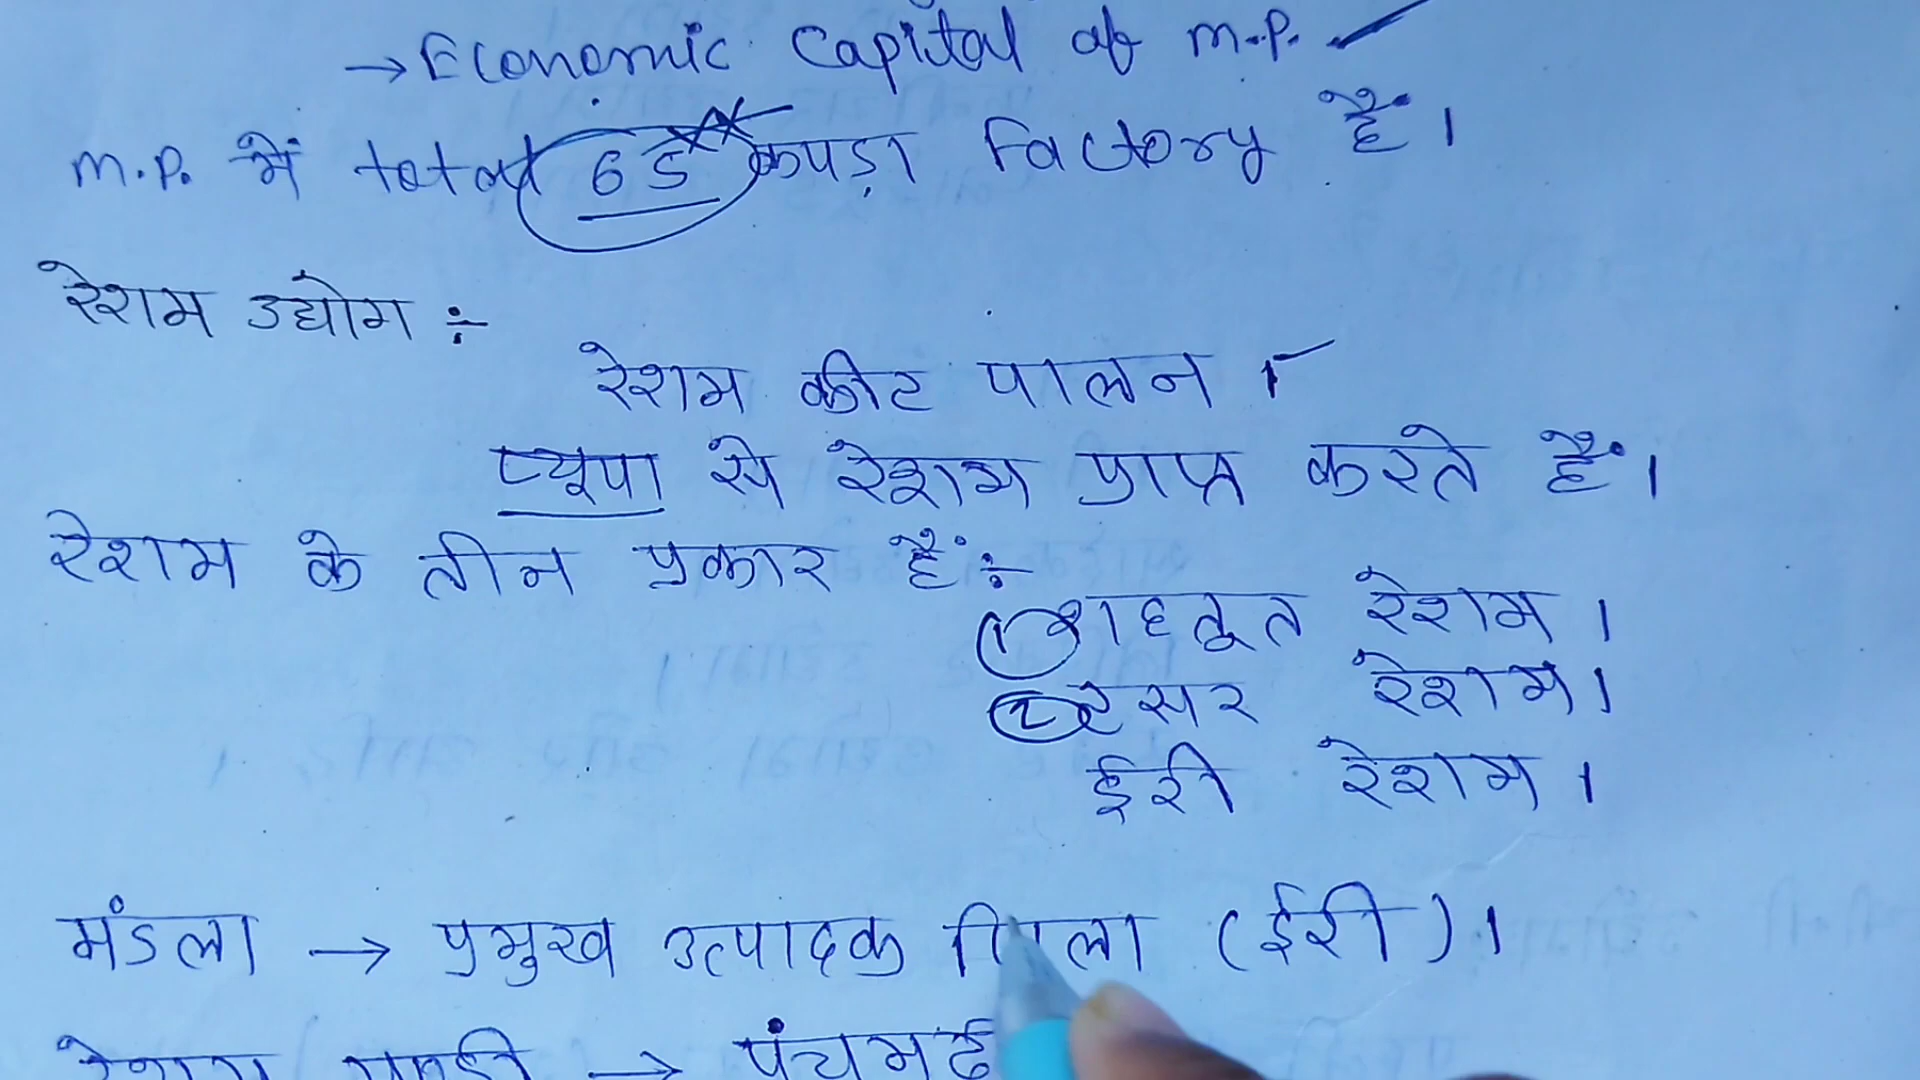 → Economic Capital of M.P.
M.P. में total 65 कपड़ा Factory हैं।
रेशम उद्योग ÷
रेशम कीट पालन ।
प्यूपा से रेशम प्राप्त करते हैं।
रेशम के तीन प्रकार हैं ÷
① शहतूत रेशम ।
② टसर रेशम ।
ईरी रेशम ।
मंडला → प्रमुख उत्पादक जिला (ईरी) ।
रेशम → पंचमढ